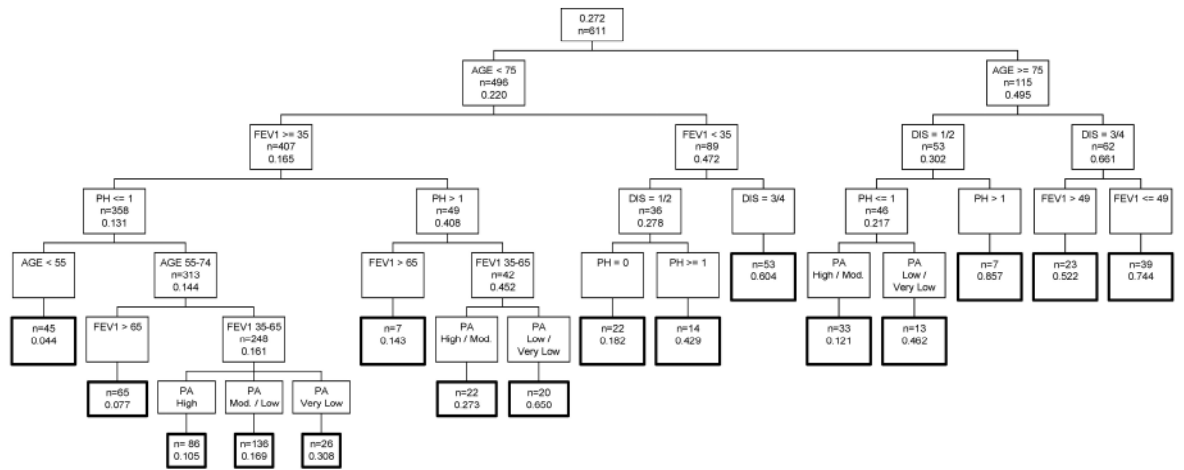 0.272
n=611
AGE < 75
n=496
0.220
AGE >= 75
n=115
0.495
FEV1 >= 35
n=407
0.165
FEV1 < 35
n=89
0.472
DIS = 1/2
n=53
0.302
DIS = 3/4
n=62
0.661
PH <= 1
n=358
0.131
PH > 1
n=49
0.408
DIS = 1/2
n=36
0.278
DIS = 3/4
PH <= 1
n=46
0.217
PH > 1
FEV1 > 49
FEV1 <= 49
AGE < 55
AGE 55-74
n=313
0.144
FEV1 > 65
FEV1 35-65
n=42
0.452
PH = 0
PH >= 1
n=53
0.604
PA
High / Mod.
PA
Low /
Very Low
n=7
0.857
n=23
0.522
n=39
0.744
n=45
0.044
FEV1 > 65
FEV1 35-65
n=248
0.161
n=7
0.143
PA
High / Mod.
PA
Low /
Very Low
n=22
0.182
n=14
0.429
n=33
0.121
n=13
0.462
n=65
0.077
PA
High
PA
Mod. / Low
PA
Very Low
n=22
0.273
n=20
0.650
n= 86
0.105
n=136
0.169
n=26
0.308